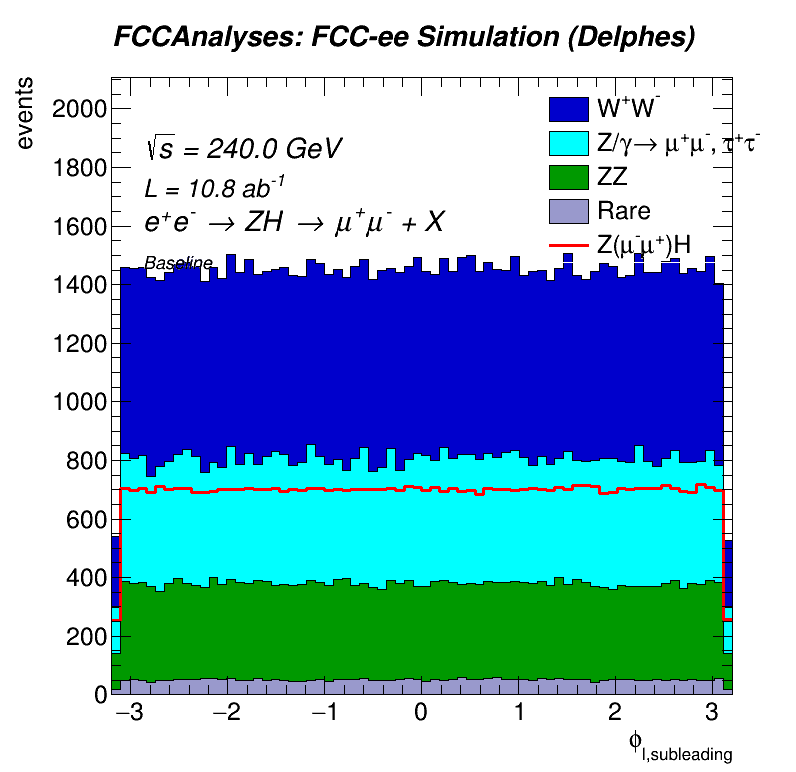 FCCAnalyses: FCC-ee Simulation (Delphes)
events
2000
1800
1600
1400
1200
1000
800
600
400
200
0
√s = 240.0 GeV
L = 10.8 ab⁻¹
e⁺e⁻ → ZH → μ⁺μ⁻ + X
Baseline
W⁺W⁻
Z/γ→ μ⁺μ⁻, τ⁺τ⁻
ZZ
Rare
Z(μ⁻μ⁺)H
−3 −2 −1 0 1 2 3
ϕl,subleading